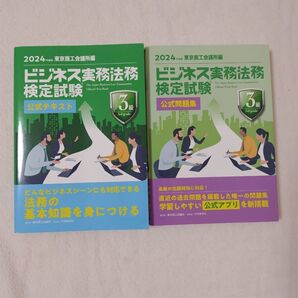 2024年度版 東京商工会議所編
ビジネス実務法務
検定試験
公式テキスト
3級
どんなビジネスシーンにも対応できる
法務の
基本知識を身につける
2024年度版 東京商工会議所編
ビジネス実務法務
検定試験
公式問題集
3級
直近の過去問題を掲載した唯一の問題集
学習しやすい公式アプリを新搭載